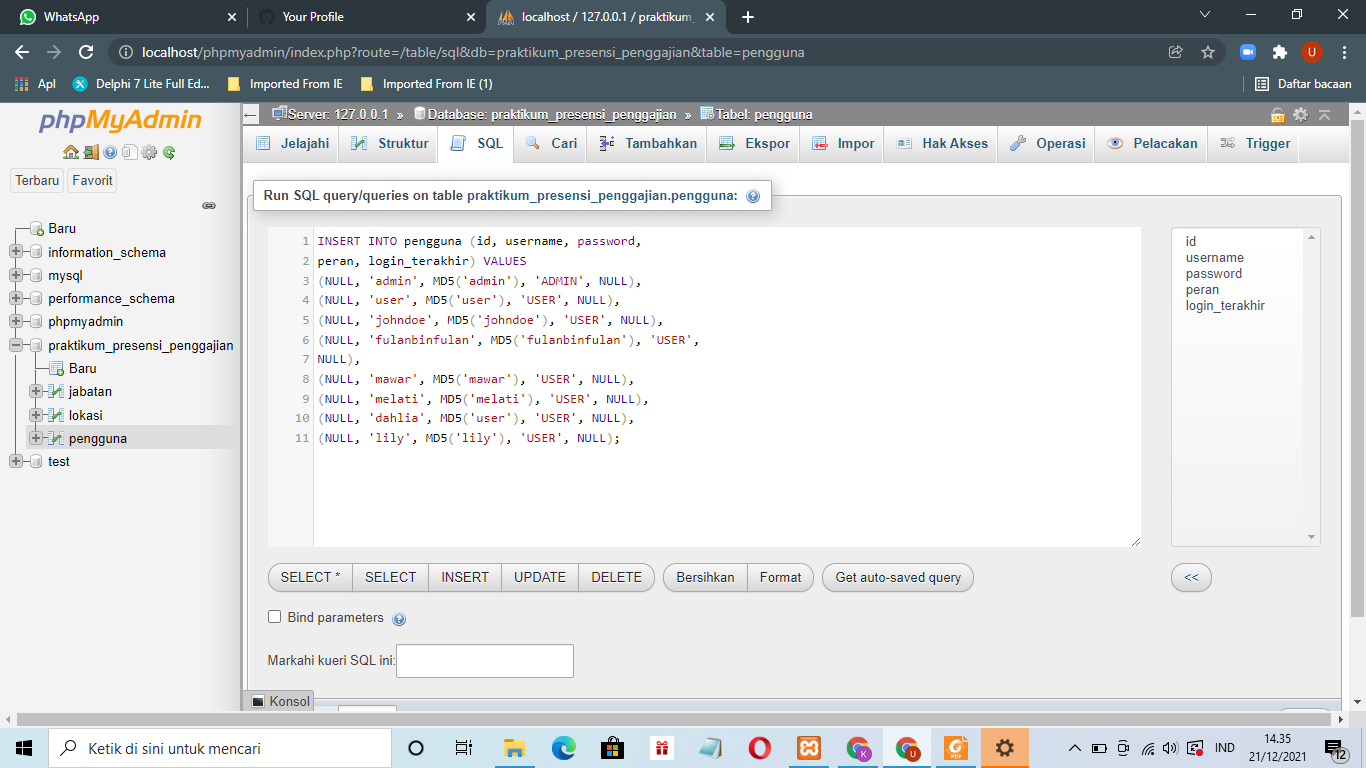 WhatsApp
Your Profile
localhost / 127.0.0.1 / praktikum_
localhost/phpmyadmin/index.php?route=/table/sql&db=praktikum_presensi_penggajian&table=pengguna
U
Apl
Delphi 7 Lite Full Ed...
Imported From IE
Imported From IE (1)
Daftar bacaan
phpMyAdmin
Terbaru
Favorit
Baru
information_schema
mysql
performance_schema
phpmyadmin
praktikum_presensi_penggajian
Baru
jabatan
lokasi
pengguna
test
Server: 127.0.0.1 » Database: praktikum_presensi_penggajian » Tabel: pengguna
Jelajahi
Struktur
SQL
Cari
Tambahkan
Ekspor
Impor
Hak Akses
Operasi
Pelacakan
Trigger
Run SQL query/queries on table praktikum_presensi_penggajian.pengguna:
1 INSERT INTO pengguna (id, username, password,
2 peran, login_terakhir) VALUES
3 (NULL, 'admin', MD5('admin'), 'ADMIN', NULL),
4 (NULL, 'user', MD5('user'), 'USER', NULL),
5 (NULL, 'johndoe', MD5('johndoe'), 'USER', NULL),
6 (NULL, 'fulanbinfulan', MD5('fulanbinfulan'), 'USER',
7 NULL),
8 (NULL, 'mawar', MD5('mawar'), 'USER', NULL),
9 (NULL, 'melati', MD5('melati'), 'USER', NULL),
10 (NULL, 'dahlia', MD5('user'), 'USER', NULL),
11 (NULL, 'lily', MD5('lily'), 'USER', NULL);
id
username
password
peran
login_terakhir
SELECT *
SELECT
INSERT
UPDATE
DELETE
Bersihkan
Format
Get auto-saved query
<<
Bind parameters
Markahi kueri SQL ini:
Konsol
Ketik di sini untuk mencari
K
U
PDF
IND
14.35
21/12/2021
12